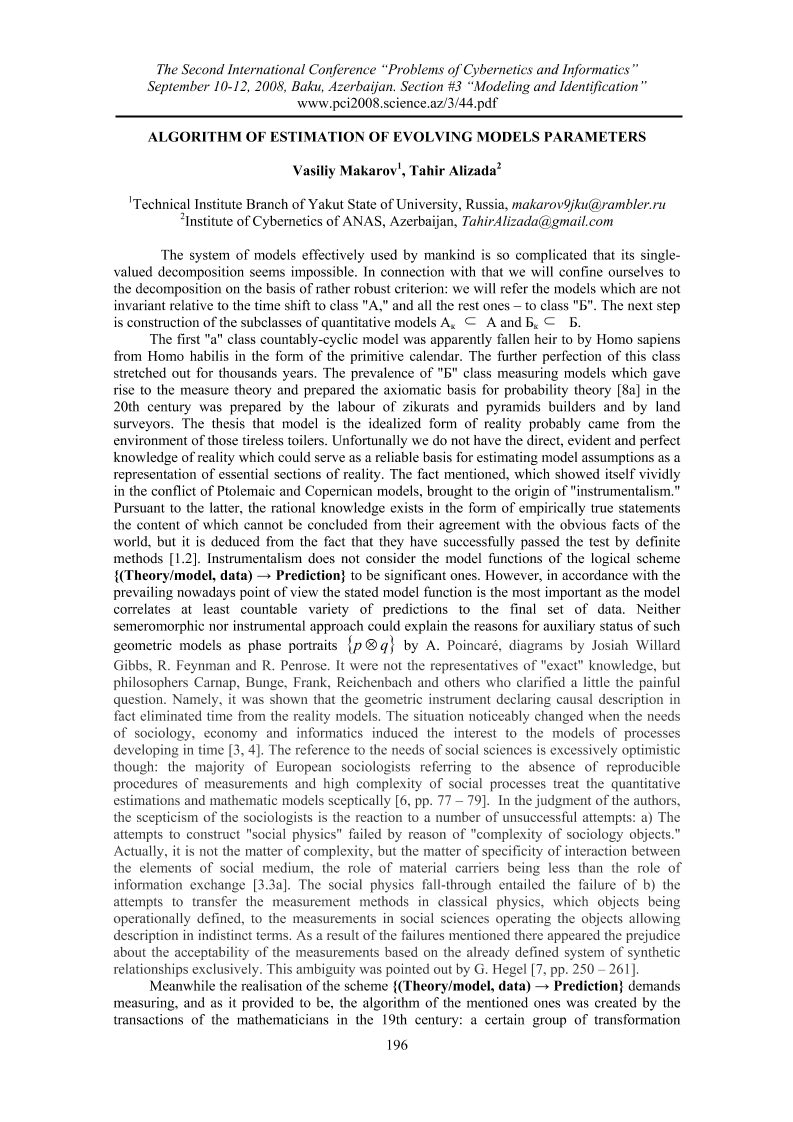 The Second International Conference “Problems of Cybernetics and Informatics”
September 10-12, 2008, Baku, Azerbaijan. Section #3 “Modeling and Identification”
www.pci2008.science.az/3/44.pdf
ALGORITHM OF ESTIMATION OF EVOLVING MODELS PARAMETERS
Vasiliy Makarov1, Tahir Alizada2
1Technical Institute Branch of Yakut State of University, Russia, makarov9jku@rambler.ru
2Institute of Cybernetics of ANAS, Azerbaijan, TahirAlizada@gmail.com
The system of models effectively used by mankind is so complicated that its single-
valued decomposition seems impossible. In connection with that we will confine ourselves to
the decomposition on the basis of rather robust criterion: we will refer the models which are not
invariant relative to the time shift to class "A," and all the rest ones – to class "Б". The next step
is construction of the subclasses of quantitative models Ак ⊂ А and Бк ⊂ Б.
The first "a" class countably-cyclic model was apparently fallen heir to by Homo sapiens
from Homo habilis in the form of the primitive calendar. The further perfection of this class
stretched out for thousands years. The prevalence of "Б" class measuring models which gave
rise to the measure theory and prepared the axiomatic basis for probability theory [8a] in the
20th century was prepared by the labour of zikurats and pyramids builders and by land
surveyors. The thesis that model is the idealized form of reality probably came from the
environment of those tireless toilers. Unfortunally we do not have the direct, evident and perfect
knowledge of reality which could serve as a reliable basis for estimating model assumptions as a
representation of essential sections of reality. The fact mentioned, which showed itself vividly
in the conflict of Ptolemaic and Copernican models, brought to the origin of "instrumentalism."
Pursuant to the latter, the rational knowledge exists in the form of empirically true statements
the content of which cannot be concluded from their agreement with the obvious facts of the
world, but it is deduced from the fact that they have successfully passed the test by definite
methods [1.2]. Instrumentalism does not consider the model functions of the logical scheme
{(Theory/model, data) → Prediction} to be significant ones. However, in accordance with the
prevailing nowadays point of view the stated model function is the most important as the model
correlates at least countable variety of predictions to the final set of data. Neither
semeromorphic nor instrumental approach could explain the reasons for auxiliary status of such
geometric models as phase portraits {p ⊗ q} by A. Poincaré, diagrams by Josiah Willard
Gibbs, R. Feynman and R. Penrose. It were not the representatives of "exact" knowledge, but
philosophers Carnap, Bunge, Frank, Reichenbach and others who clarified a little the painful
question. Namely, it was shown that the geometric instrument declaring causal description in
fact eliminated time from the reality models. The situation noticeably changed when the needs
of sociology, economy and informatics induced the interest to the models of processes
developing in time [3, 4]. The reference to the needs of social sciences is excessively optimistic
though: the majority of European sociologists referring to the absence of reproducible
procedures of measurements and high complexity of social processes treat the quantitative
estimations and mathematic models sceptically [6, pp. 77 – 79]. In the judgment of the authors,
the scepticism of the sociologists is the reaction to a number of unsuccessful attempts: a) The
attempts to construct "social physics" failed by reason of "complexity of sociology objects."
Actually, it is not the matter of complexity, but the matter of specificity of interaction between
the elements of social medium, the role of material carriers being less than the role of
information exchange [3.3a]. The social physics fall-through entailed the failure of b) the
attempts to transfer the measurement methods in classical physics, which objects being
operationally defined, to the measurements in social sciences operating the objects allowing
description in indistinct terms. As a result of the failures mentioned there appeared the prejudice
about the acceptability of the measurements based on the already defined system of synthetic
relationships exclusively. This ambiguity was pointed out by G. Hegel [7, pp. 250 – 261].
Meanwhile the realisation of the scheme {(Theory/model, data) → Prediction} demands
measuring, and as it provided to be, the algorithm of the mentioned ones was created by the
transactions of the mathematicians in the 19th century: a certain group of transformation
196